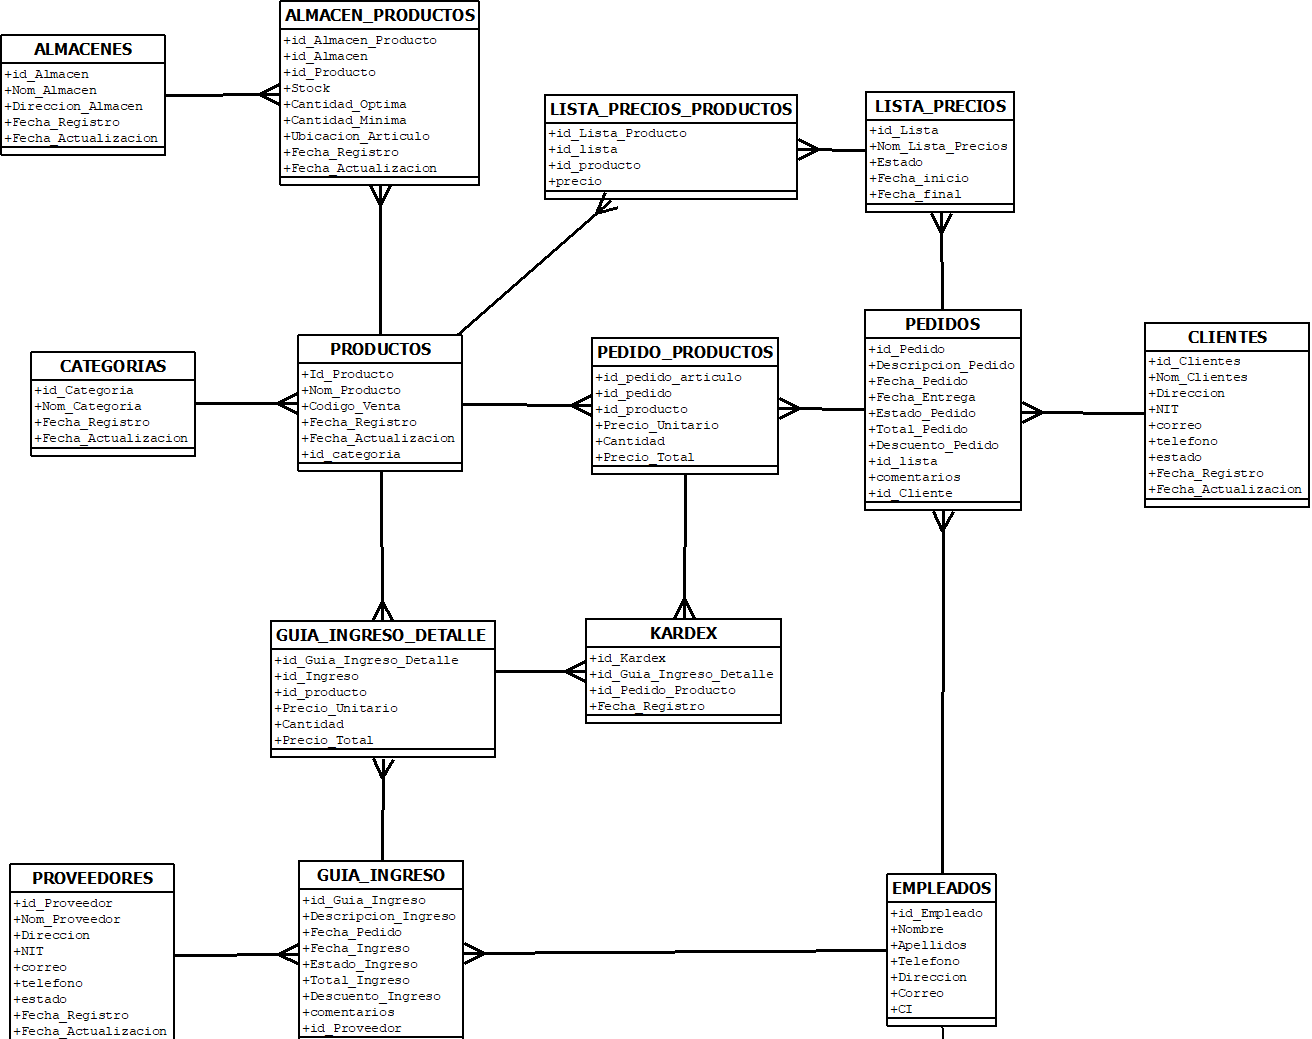 ALMACENES
+id_Almacen
+Nom_Almacen
+Direccion_Almacen
+Fecha_Registro
+Fecha_Actualizacion
ALMACEN_PRODUCTOS
+id_Almacen_Producto
+id_Almacen
+id_Producto
+Stock
+Cantidad_Optima
+Cantidad_Minima
+Ubicacion_Articulo
+Fecha_Registro
+Fecha_Actualizacion
LISTA_PRECIOS_PRODUCTOS
+id_Lista_Producto
+id_lista
+id_producto
+precio
LISTA_PRECIOS
+id_Lista
+Nom_Lista_Precios
+Estado
+Fecha_inicio
+Fecha_final
CATEGORIAS
+id_Categoria
+Nom_Categoria
+Fecha_Registro
+Fecha_Actualizacion
PRODUCTOS
+Id_Producto
+Nom_Producto
+Codigo_Venta
+Fecha_Registro
+Fecha_Actualizacion
+id_categoria
PEDIDO_PRODUCTOS
+id_pedido_articulo
+id_pedido
+id_producto
+Precio_Unitario
+Cantidad
+Precio_Total
PEDIDOS
+id_Pedido
+Descripcion_Pedido
+Fecha_Pedido
+Fecha_Entrega
+Estado_Pedido
+Total_Pedido
+Descuento_Pedido
+id_lista
+comentarios
+id_Cliente
CLIENTES
+id_Clientes
+Nom_Clientes
+Direccion
+NIT
+correo
+telefono
+estado
+Fecha_Registro
+Fecha_Actualizacion
GUIA_INGRESO_DETALLE
+id_Guia_Ingreso_Detalle
+id_Ingreso
+id_producto
+Precio_Unitario
+Cantidad
+Precio_Total
KARDEX
+id_Kardex
+id_Guia_Ingreso_Detalle
+id_Pedido_Producto
+Fecha_Registro
PROVEEDORES
+id_Proveedor
+Nom_Proveedor
+Direccion
+NIT
+correo
+telefono
+estado
+Fecha_Registro
+Fecha_Actualizacion
GUIA_INGRESO
+id_Guia_Ingreso
+Descripcion_Ingreso
+Fecha_Pedido
+Fecha_Ingreso
+Estado_Ingreso
+Total_Ingreso
+Descuento_Ingreso
+comentarios
+id_Proveedor
EMPLEADOS
+id_Empleado
+Nombre
+Apellidos
+Telefono
+Direccion
+Correo
+CI